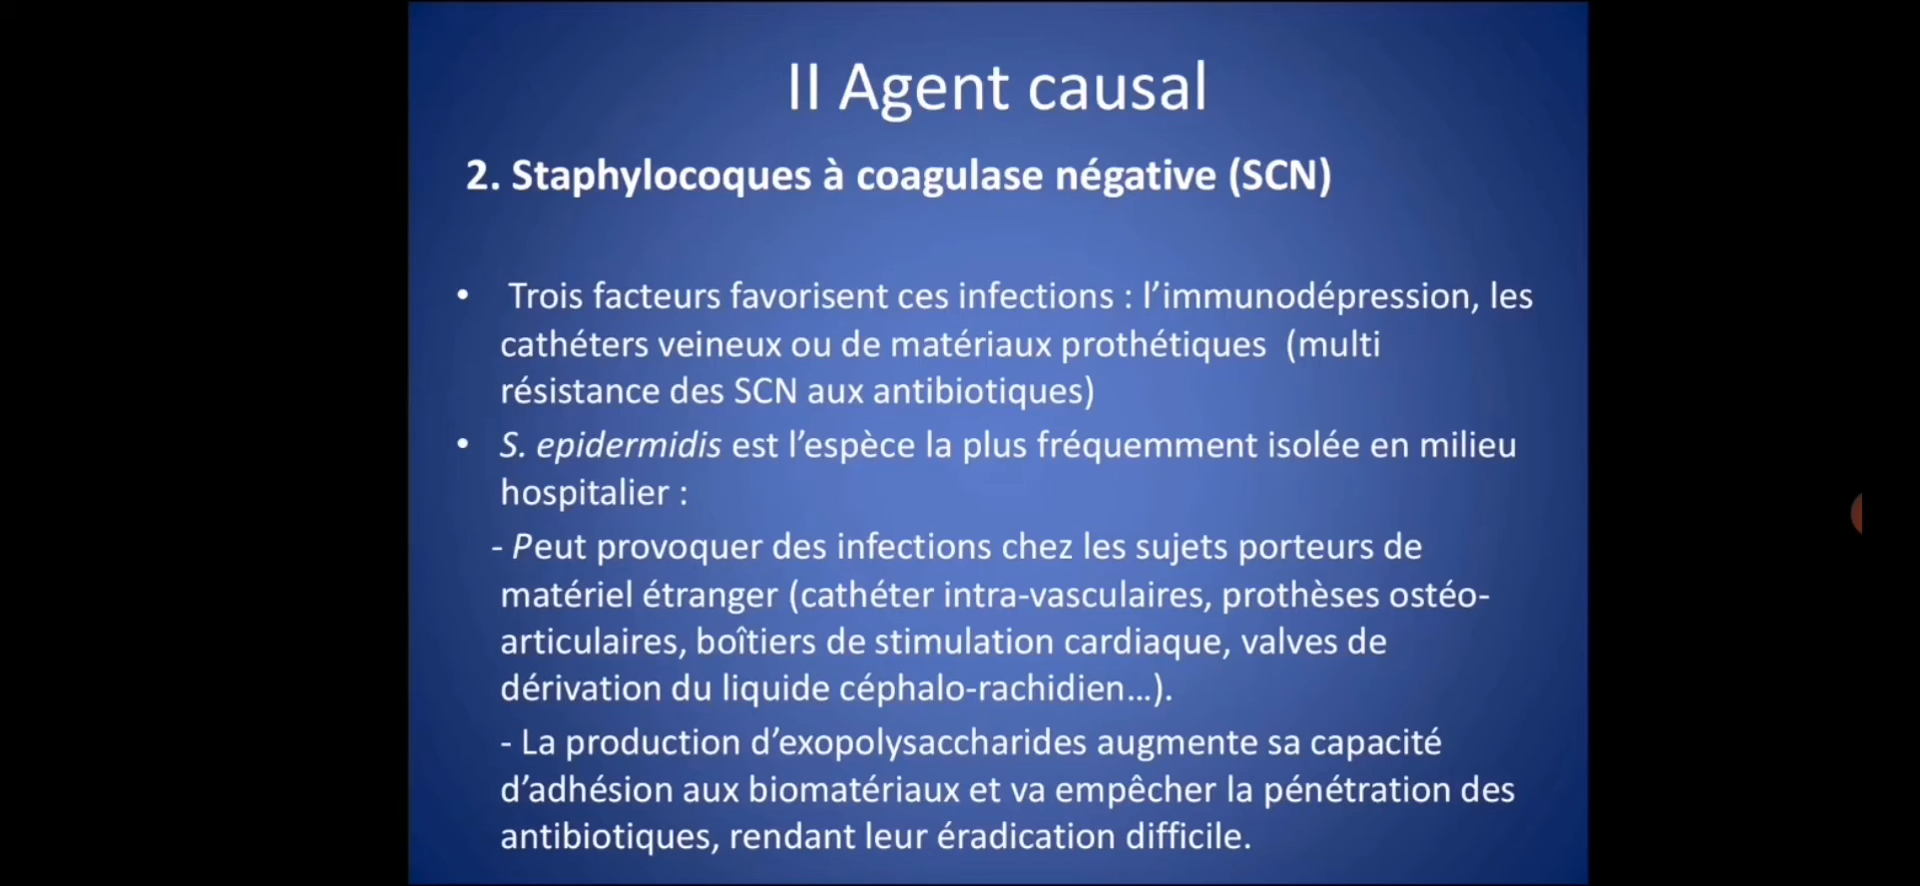 II Agent causal
2. Staphylocoques à coagulase négative (SCN)
• Trois facteurs favorisent ces infections : l’immunodépression, les
cathéters veineux ou de matériaux prothétiques (multi
résistance des SCN aux antibiotiques)
• S. epidermidis est l’espèce la plus fréquemment isolée en milieu
hospitalier :
- Peut provoquer des infections chez les sujets porteurs de
matériel étranger (cathéter intra-vasculaires, prothèses ostéo-
articulaires, boîtiers de stimulation cardiaque, valves de
dérivation du liquide céphalo-rachidien…).
- La production d’exopolysaccharides augmente sa capacité
d’adhésion aux biomatériaux et va empêcher la pénétration des
antibiotiques, rendant leur éradication difficile.